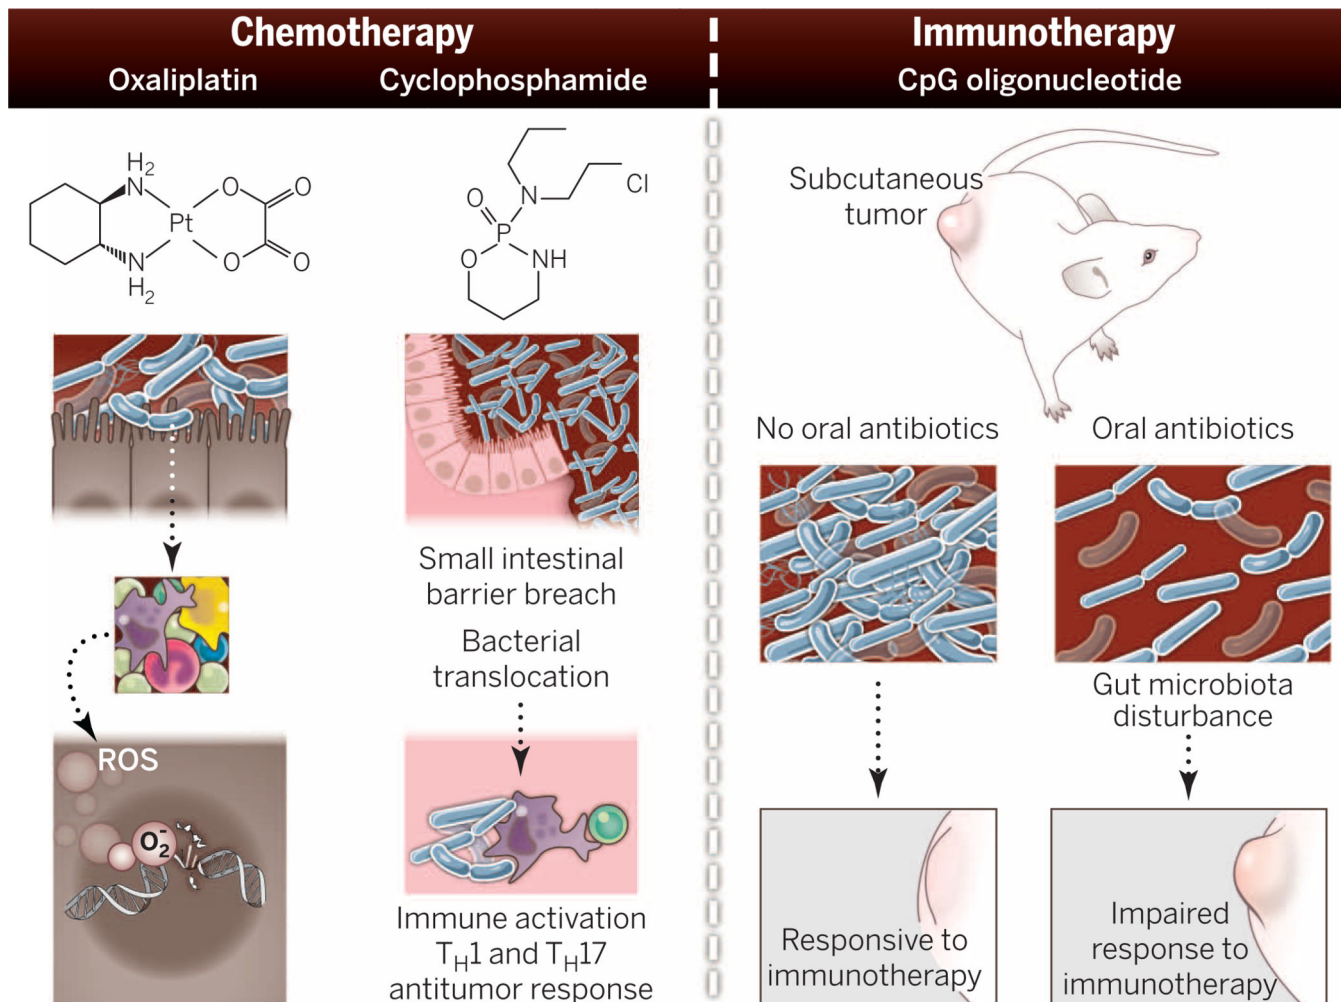 Chemotherapy
Oxaliplatin
Cyclophosphamide
H2
N
N
H2
Pt
O
O
O
O
O
P
N
Cl
O
NH
ROS
O2-
Small intestinal
barrier breach
Bacterial
translocation
Immune activation
TH1 and TH17
antitumor response
Immunotherapy
CpG oligonucleotide
Subcutaneous
tumor
No oral antibiotics
Oral antibiotics
Gut microbiota
disturbance
Responsive to
immunotherapy
Impaired
response to
immunotherapy